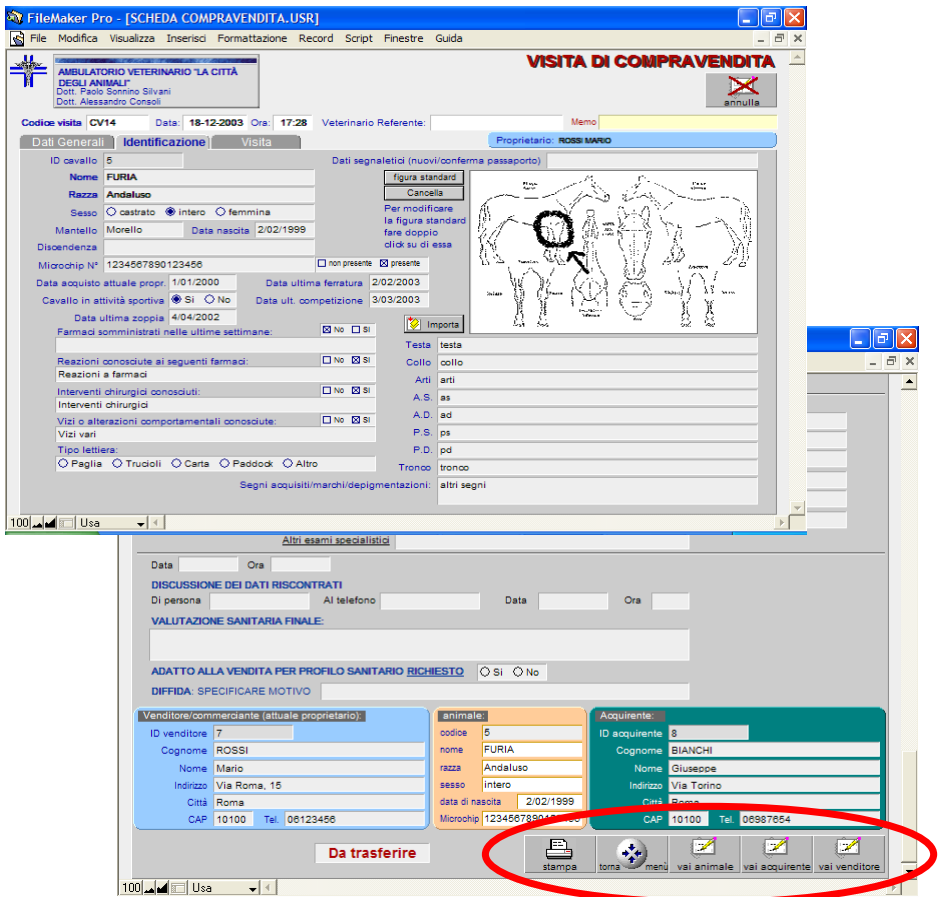 FileMaker Pro - [SCHEDA COMPRAVENDITA.USR]
File Modifica Visualizza Inserisci Formattazione Record Script Finestre Guida
AMBULATORIO VETERINARIO "LA CITTÀ
DEGLI ANIMALI"
Dott. Paolo Sonnino Silvani
Dott. Alessandro Consoli
VISITA DI COMPRAVENDITA
annulla
Codice visita CV14 Data: 18-12-2003 Ora: 17:28 Veterinario Referente: Memo
Dati Generali Identificazione Visita Proprietario: ROSSI MARIO
ID cavallo 5 Dati segnaletici (nuovi/conferma passaporto)
Nome FURIA
Razza Andaluso
Sesso castrato intero femmina
Mantello Morello Data nascita 2/02/1999
Discendenza
Microchip N° 1234567890123456 non presente presente
Data acquisto attuale propr. 1/01/2000 Data ultima ferratura 2/02/2003
Cavallo in attività sportiva Si No Data ult. competizione 3/03/2003
Data ultima zoppia 4/04/2002
Farmaci somministrati nelle ultime settimane: No SI
Reazioni conosciute ai seguenti farmaci: No SI
Reazioni a farmaci
Interventi chirurgici conosciuti: No SI
Interventi chirurgici
Vizi o alterazioni comportamentali conosciute: No SI
Vizi vari
Tipo lettiera:
Paglia Trucioli Carta Paddock Altro
figura standard
Cancella
Per modificare
la figura standard
fare doppio
click su di essa
Importa
Testa testa
Collo collo
Arti arti
A.S. as
A.D. ad
P.S. ps
P.D. pd
Tronco tronco
Segni acquisiti/marchi/depigmentazioni: altri segni
100 Usa
Altri esami specialistici
Data Ora
DISCUSSIONE DEI DATI RISCONTRATI
Di persona Al telefono Data Ora
VALUTAZIONE SANITARIA FINALE:
ADATTO ALLA VENDITA PER PROFILO SANITARIO RICHIESTO Si No
DIFFIDA: SPECIFICARE MOTIVO
Venditore/commerciante (attuale proprietario):
ID venditore 7
Cognome ROSSI
Nome Mario
Indirizzo Via Roma, 15
Città Roma
CAP 10100 Tel. 06123456
animale:
codice 5
nome FURIA
razza Andaluso
sesso intero
data di nascita 2/02/1999
Microchip 1234567890123456
Acquirente:
ID acquirente 8
Cognome BIANCHI
Nome Giuseppe
Indirizzo Via Torino
Città Roma
CAP 10100 Tel. 06987654
Da trasferire
stampa torna menù vai animale vai acquirente vai venditore
100 Usa